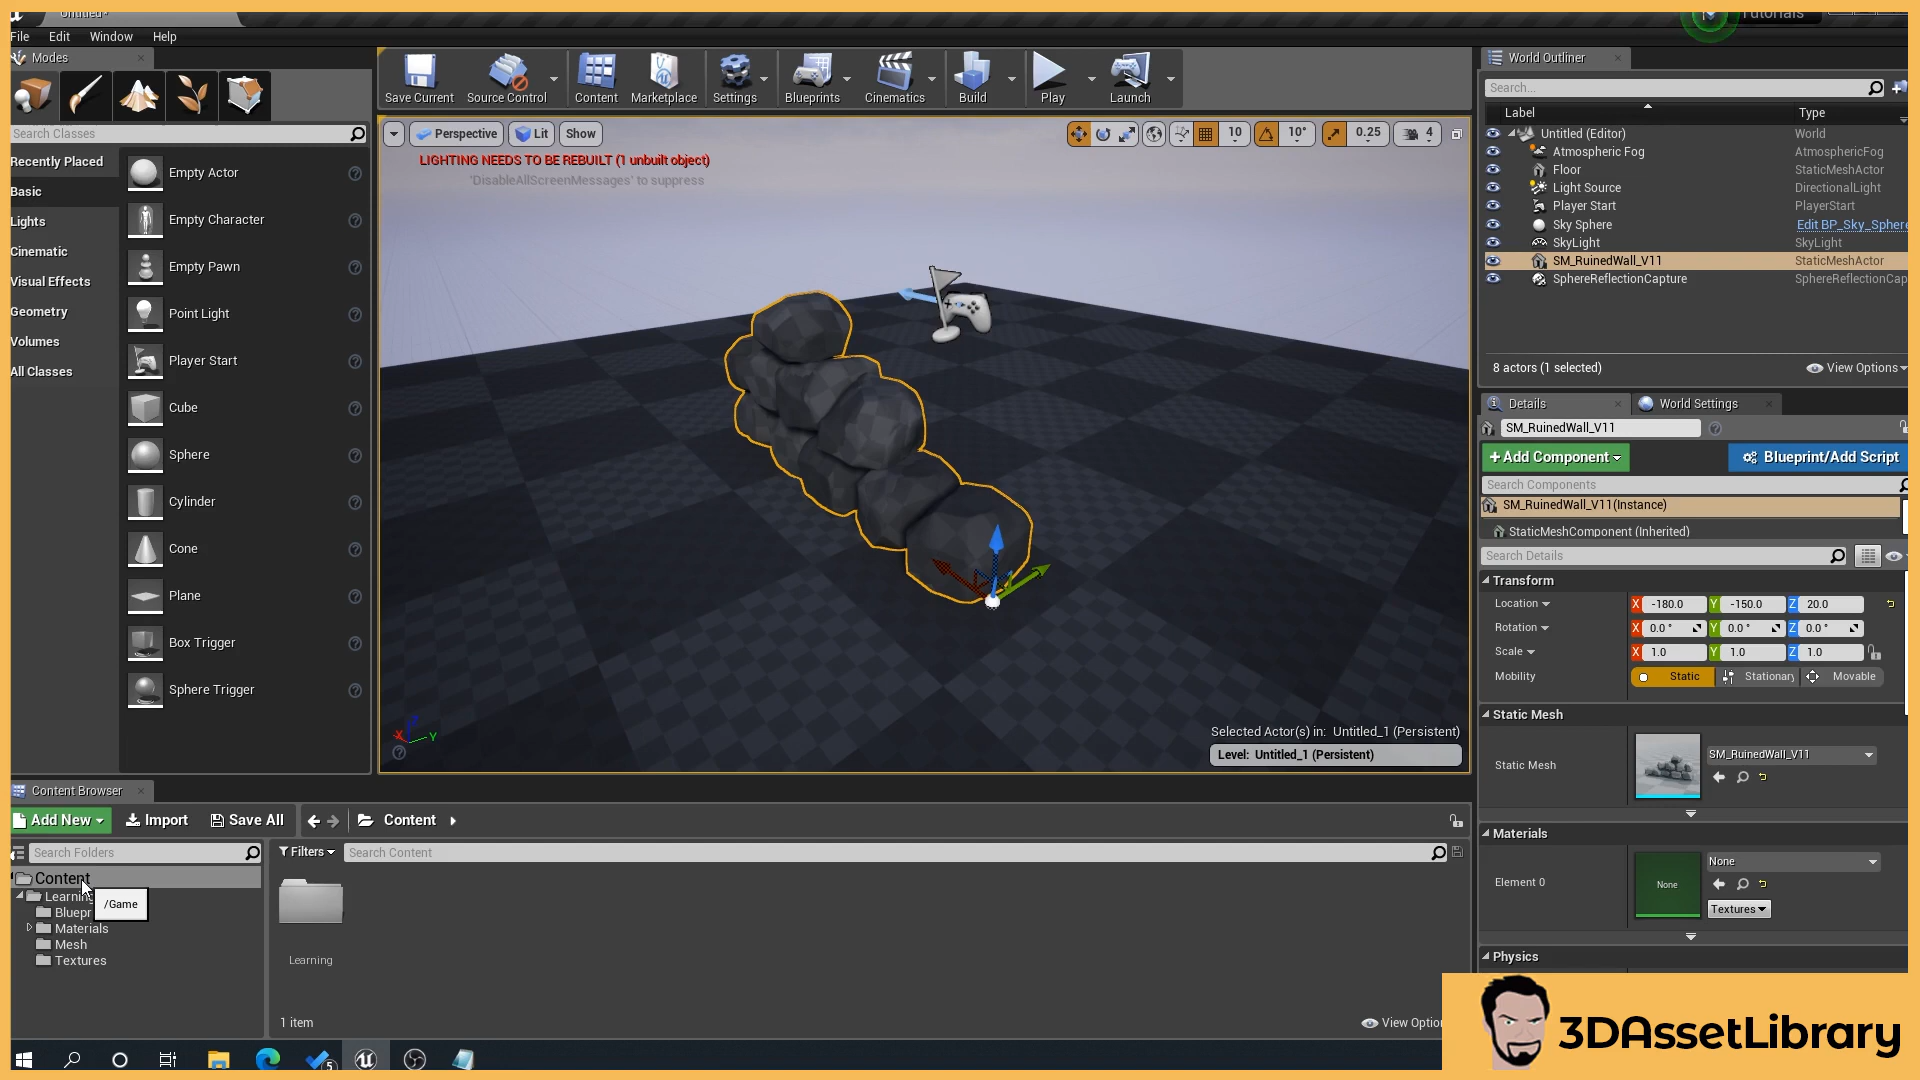 Untitled*
Tutorials
File Edit Window Help
Modes
Search Classes
Recently Placed
Basic
Lights
Cinematic
Visual Effects
Geometry
Volumes
All Classes
Empty Actor
Empty Character
Empty Pawn
Point Light
Player Start
Cube
Sphere
Cylinder
Cone
Plane
Box Trigger
Sphere Trigger
Save Current Source Control Content Marketplace Settings Blueprints Cinematics Build Play Launch
Perspective Lit Show
10 10° 0.25 4
LIGHTING NEEDS TO BE REBUILT (1 unbuilt object)
'DisableAllScreenMessages' to suppress
X Y
Selected Actor(s) in: Untitled_1 (Persistent)
Level: Untitled_1 (Persistent)
World Outliner
Search...
Label Type
Untitled (Editor) World
Atmospheric Fog AtmosphericFog
Floor StaticMeshActor
Light Source DirectionalLight
Player Start PlayerStart
Sky Sphere Edit BP_Sky_Sphere
SkyLight SkyLight
SM_RuinedWall_V11 StaticMeshActor
SphereReflectionCapture SphereReflectionCap
8 actors (1 selected) View Options
Details World Settings
SM_RuinedWall_V11
+Add Component Blueprint/Add Script
Search Components
SM_RuinedWall_V11(Instance)
StaticMeshComponent (Inherited)
Search Details
Transform
Location X -180.0 Y -150.0 Z 20.0
Rotation X 0.0 ° Y 0.0 ° Z 0.0 °
Scale X 1.0 Y 1.0 Z 1.0
Mobility Static Stationary Movable
Static Mesh
Static Mesh SM_RuinedWall_V11
Materials
Element 0 None None
Textures
Physics
Content Browser
Add New Import Save All Content
Search Folders
Filters Search Content
Content
Learning
/Game
Bluepr
Materials
Mesh
Textures
Learning
1 item View Optio
5
3DAssetLibrary